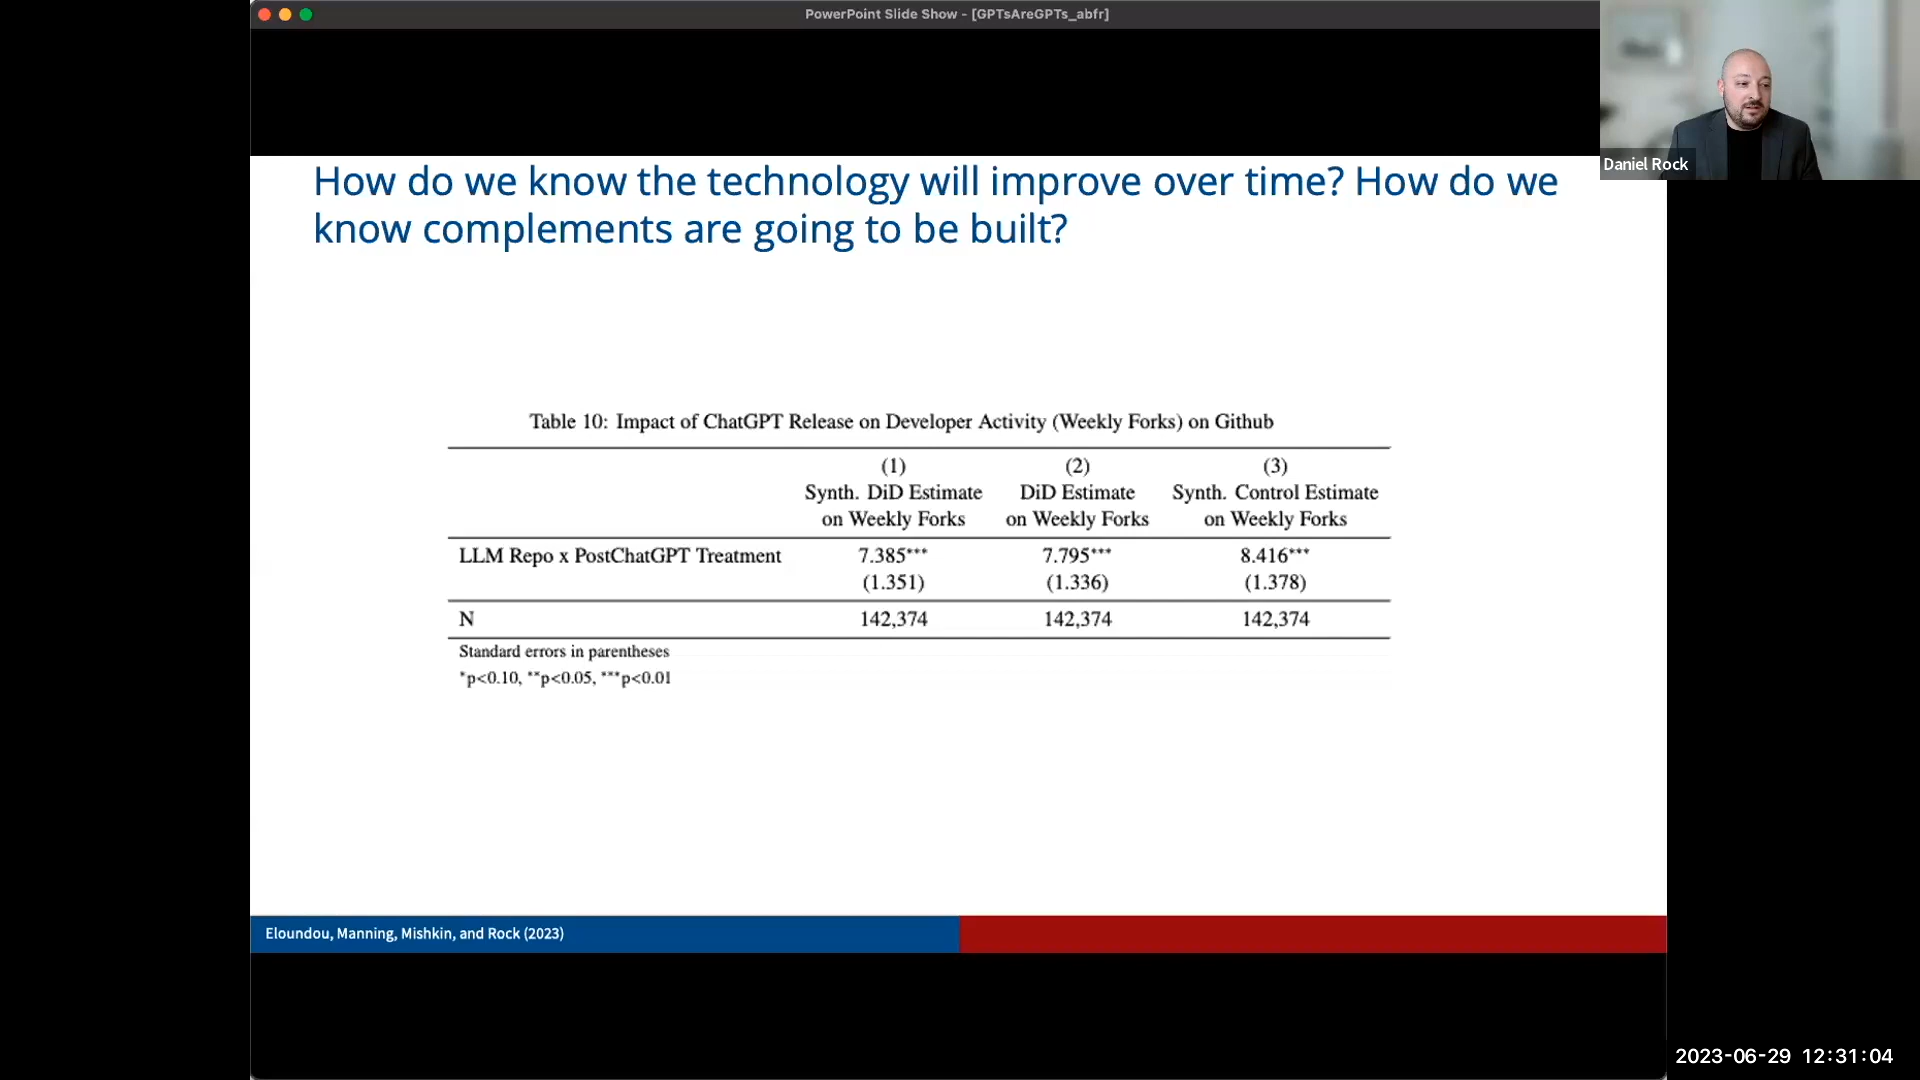 PowerPoint Slide Show - [GPTsAreGPTs_abfr]
Daniel Rock
How do we know the technology will improve over time? How do we
know complements are going to be built?
Table 10: Impact of ChatGPT Release on Developer Activity (Weekly Forks) on Github
(1) (2) (3)
Synth. DiD Estimate DiD Estimate Synth. Control Estimate
on Weekly Forks on Weekly Forks on Weekly Forks
LLM Repo x PostChatGPT Treatment 7.385*** 7.795*** 8.416***
(1.351) (1.336) (1.378)
N 142,374 142,374 142,374
Standard errors in parentheses
*p<0.10, **p<0.05, ***p<0.01
Eloundou, Manning, Mishkin, and Rock (2023)
2023-06-29 12:31:04